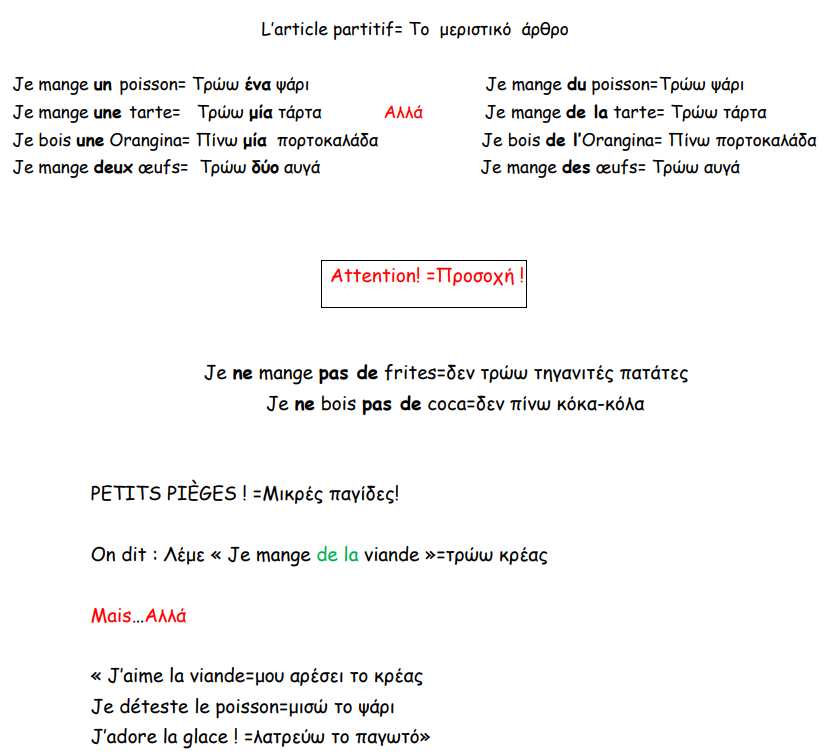 L'article partitif= Το μεριστικό άρθρο
Je mange un poisson= Τρώω ένα ψάρι Je mange du poisson=Τρώω ψάρι
Je mange une tarte= Τρώω μία τάρτα Αλλά Je mange de la tarte= Τρώω τάρτα
Je bois une Orangina= Πίνω μία πορτοκαλάδα Je bois de l'Orangina= Πίνω πορτοκαλάδα
Je mange deux œufs= Τρώω δύο αυγά Je mange des œufs= Τρώω αυγά
Attention! =Προσοχή !
Je ne mange pas de frites=δεν τρώω τηγανιτές πατάτες
Je ne bois pas de coca=δεν πίνω κόκα-κόλα
PETITS PIÈGES ! =Μικρές παγίδες!
On dit : Λέμε « Je mange de la viande »=τρώω κρέας
Mais...Αλλά
« J'aime la viande=μου αρέσει το κρέας
Je déteste le poisson=μισώ το ψάρι
J'adore la glace ! =λατρεύω το παγωτό»